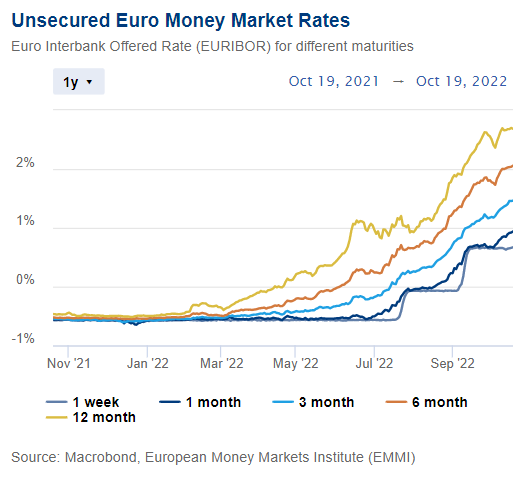 Unsecured Euro Money Market Rates
Euro Interbank Offered Rate (EURIBOR) for different maturities
1y ▼ Oct 19, 2021 → Oct 19, 2022
2%
1%
0%
-1%
Nov '21 Jan '22 Mar '22 May '22 Jul '22 Sep '22
1 week 1 month 3 month 6 month
12 month
Source: Macrobond, European Money Markets Institute (EMMI)